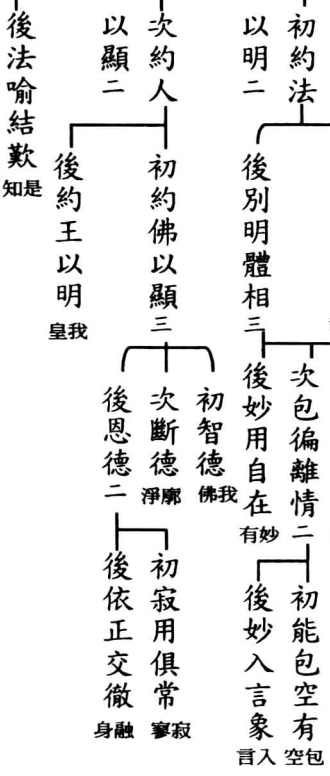 初約法
以明二
後別明體相三
次包徧離情二
初能包空有 包空
後妙入言象 入言
後妙用自在 妙有
次約人
以顯二
初約佛以顯三
初智德 我佛
次斷德 廓淨
後恩德二
初寂用俱常 寂寥
後依正交徹 融身
後約王以明 我皇
後法喻結歎 是知